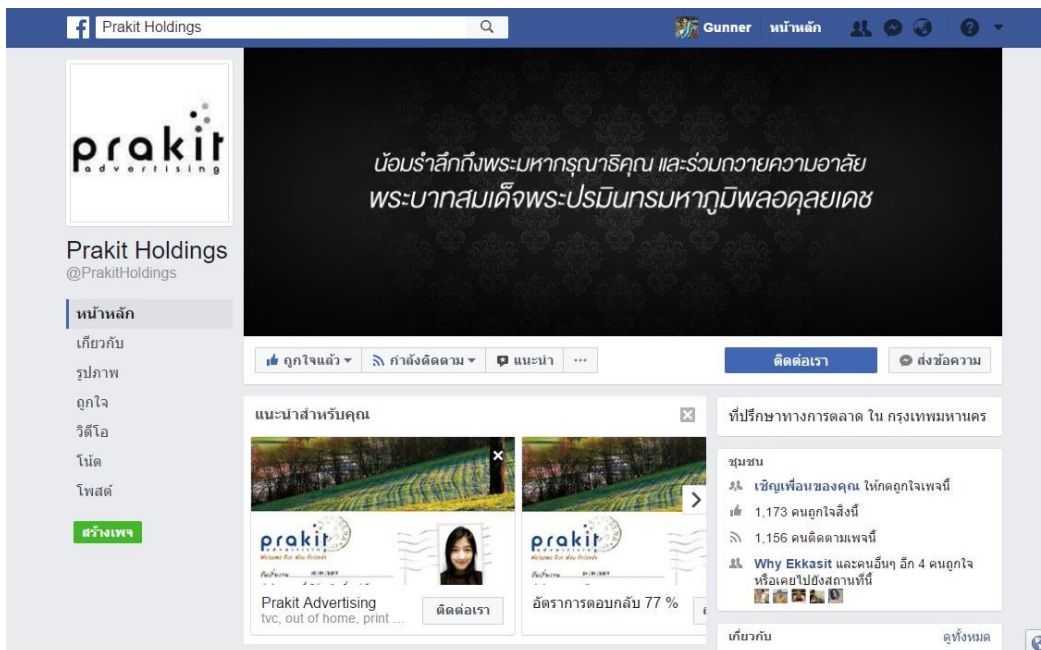 Prakit Holdings
Gunner หน้าหลัก
prakit
advertising
น้อมรำลึกถึงพระมหากรุณาธิคุณ และร่วมถวายความอาลัย
พระบาทสมเด็จพระปรมินทรมหาภูมิพลอดุลยเดช
Prakit Holdings
@PrakitHoldings
หน้าหลัก
เกี่ยวกับ
รูปภาพ
ถูกใจ
วิดีโอ
โน้ต
โพสต์
สร้างเพจ
ถูกใจแล้ว กำลังติดตาม แนะนำ ...
ติดต่อเรา ส่งข้อความ
แนะนำสำหรับคุณ
prakit
advertising
Welcome For New Friends
prakit
advertising
Welcome For New Friends
Prakit Advertising
tvc, out of home, print ...
ติดต่อเรา
อัตราการตอบกลับ 77 %
ที่ปรึกษาทางการตลาด ใน กรุงเทพมหานคร
ชุมชน
เชิญเพื่อนของคุณ ให้กดถูกใจเพจนี้
1,173 คนถูกใจสิ่งนี้
1,156 คนติดตามเพจนี้
Why Ekkasit และคนอื่นๆ อีก 4 คนถูกใจ
หรือเคยไปยังสถานที่นี้
เกี่ยวกับ ดูทั้งหมด